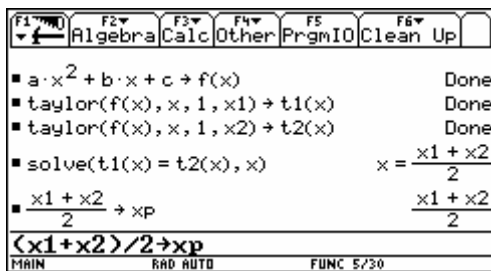 F1 F2 F3 F4 F5 F6
Algebra Calc Other PrgmIO Clean Up
▪ a·x² + b·x + c → f(x) Done
▪ taylor(f(x), x, 1, x1) → t1(x) Done
▪ taylor(f(x), x, 1, x2) → t2(x) Done
▪ solve(t1(x) = t2(x), x) x = (x1 + x2)/2
▪ (x1 + x2)/2 → xp (x1 + x2)/2
(x1+x2)/2→xp
MAIN RAD AUTO FUNC 5/30